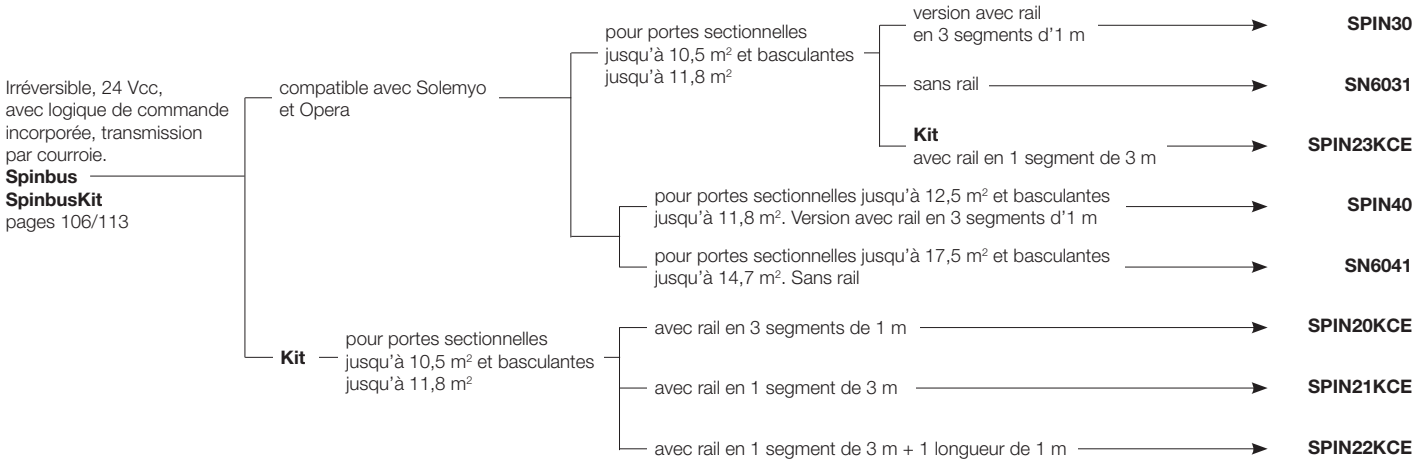 Irréversible, 24 Vcc,
avec logique de commande
incorporée, transmission
par courroie.
Spinbus
SpinbusKit
pages 106/113
compatible avec Solemyo
et Opera
pour portes sectionnelles
jusqu'à 10,5 m² et basculantes
jusqu'à 11,8 m²
version avec rail
en 3 segments d'1 m
SPIN30
sans rail
SN6031
Kit
avec rail en 1 segment de 3 m
SPIN23KCE
pour portes sectionnelles jusqu'à 12,5 m² et basculantes
jusqu'à 11,8 m². Version avec rail en 3 segments d'1 m
SPIN40
pour portes sectionnelles jusqu'à 17,5 m² et basculantes
jusqu'à 14,7 m². Sans rail
SN6041
Kit
pour portes sectionnelles
jusqu'à 10,5 m² et basculantes
jusqu'à 11,8 m²
avec rail en 3 segments de 1 m
SPIN20KCE
avec rail en 1 segment de 3 m
SPIN21KCE
avec rail en 1 segment de 3 m + 1 longueur de 1 m
SPIN22KCE